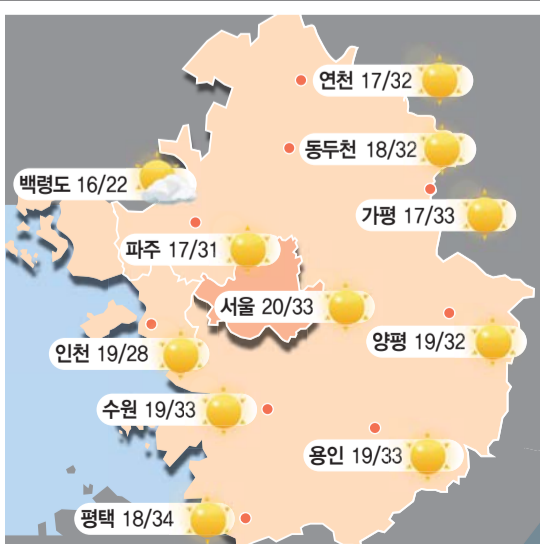 연천 17/32
동두천 18/32
백령도 16/22
가평 17/33
파주 17/31
서울 20/33
양평 19/32
인천 19/28
수원 19/33
용인 19/33
평택 18/34